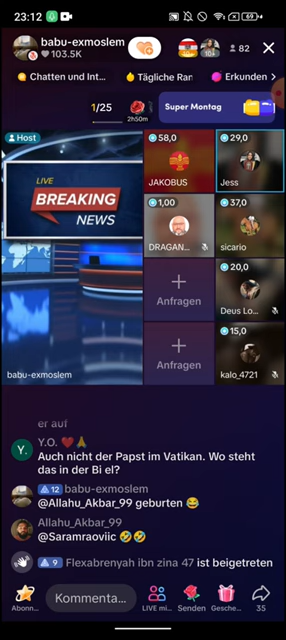 23:12
69
babu-exmoslem
103.5K
82
Chatten und Int...
Tägliche Ran
Erkunden
1/25
2h50m
Super Montag
Host
LIVE
BREAKING
NEWS
babu-exmoslem
58,0
JAKOBUS
29,0
Jess
1,00
DRAGAN...
37,0
sicario
Anfragen
20,0
Deus Lo...
Anfragen
15,0
kalo_4721
er auf
Y.
Y.O.
Auch nicht der Papst im Vatikan. Wo steht
das in der Bi el?
12 babu-exmoslem
@Allahu_Akbar_99 geburten 😂
Allahu_Akbar_99
@Saramraoviic 🤣🤣
9 Flexabrenyah ibn zina 47 ist beigetreten
Abonn...
Kommenta...
LIVE mi...
Senden
Gesche...
35